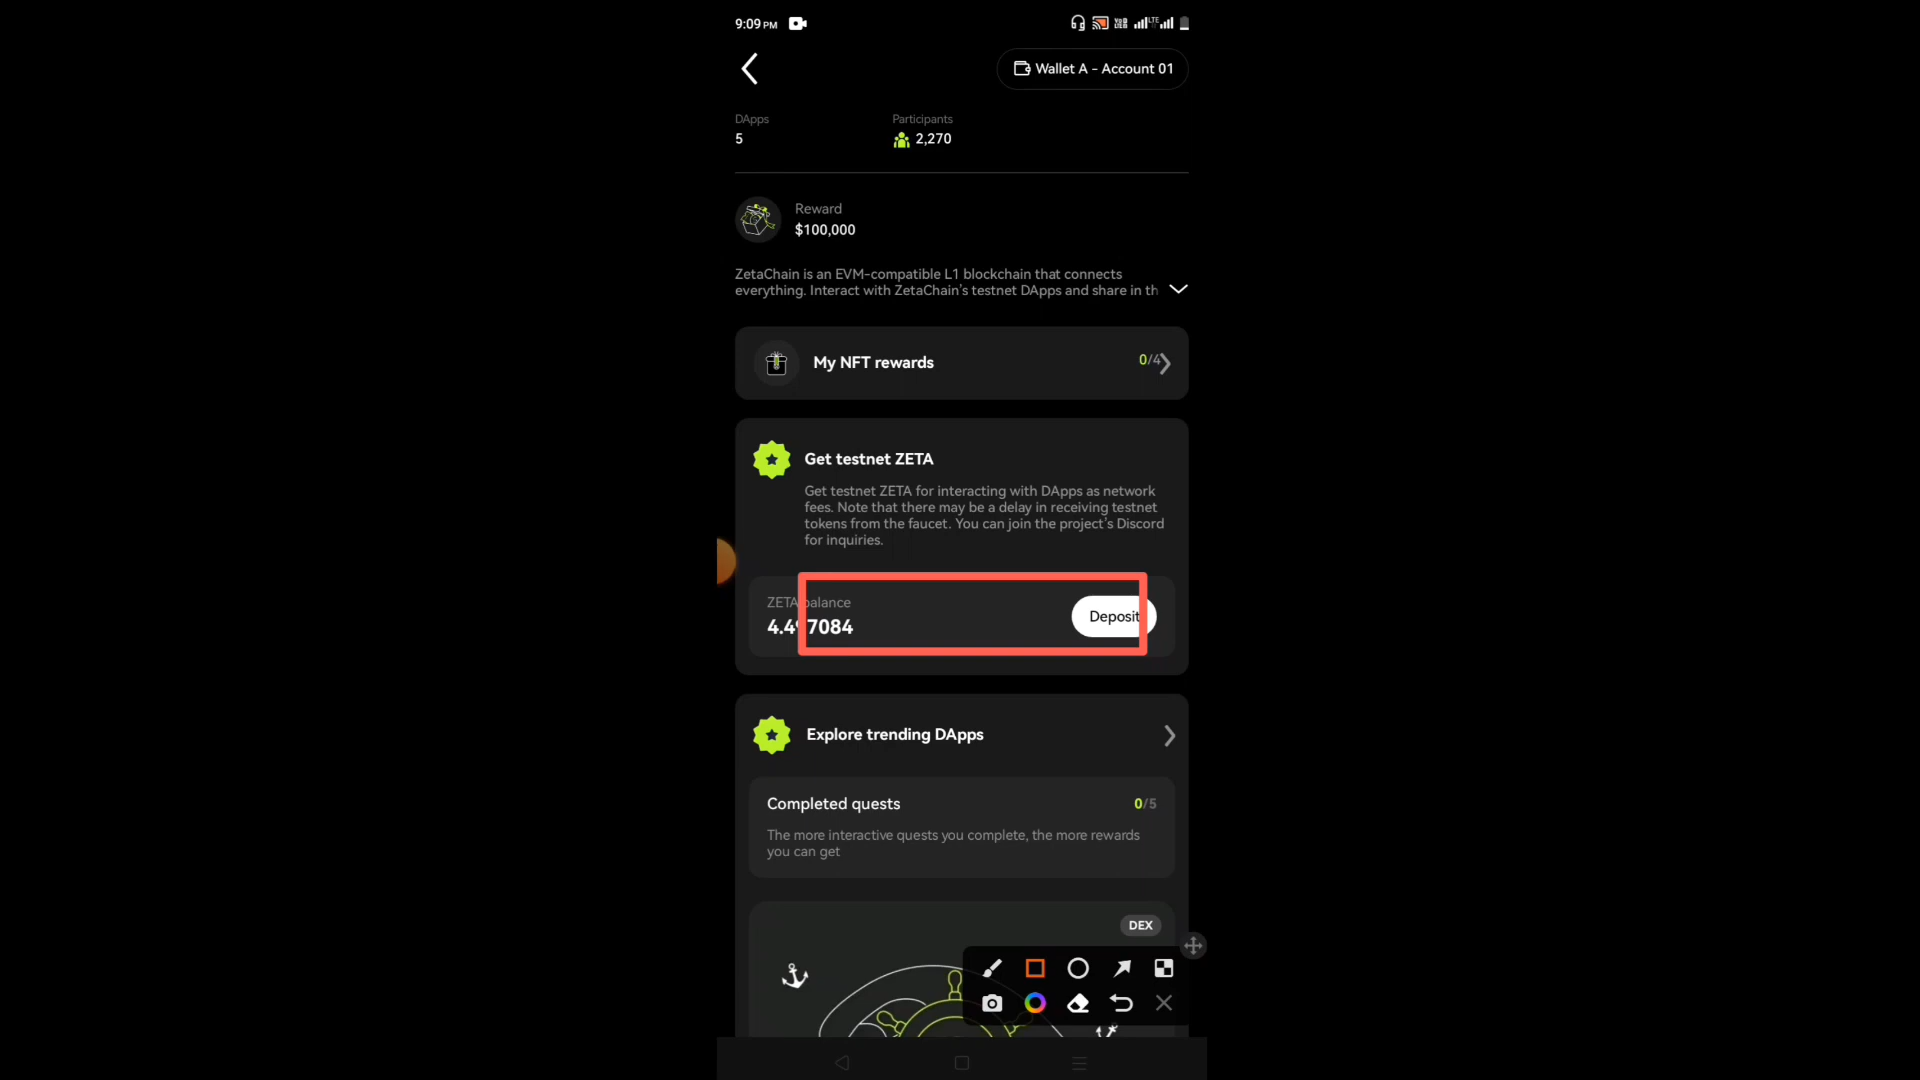 9:09 PM
Wallet A - Account 01
DApps
Participants
5
2,270
Reward
$100,000
ZetaChain is an EVM-compatible L1 blockchain that connects
everything. Interact with ZetaChain's testnet DApps and share in th
My NFT rewards
0/4
Get testnet ZETA
Get testnet ZETA for interacting with DApps as network
fees. Note that there may be a delay in receiving testnet
tokens from the faucet. You can join the project's Discord
for inquiries.
ZETA balance
4.497084
Deposit
Explore trending DApps
Completed quests
0/5
The more interactive quests you complete, the more rewards
you can get
DEX